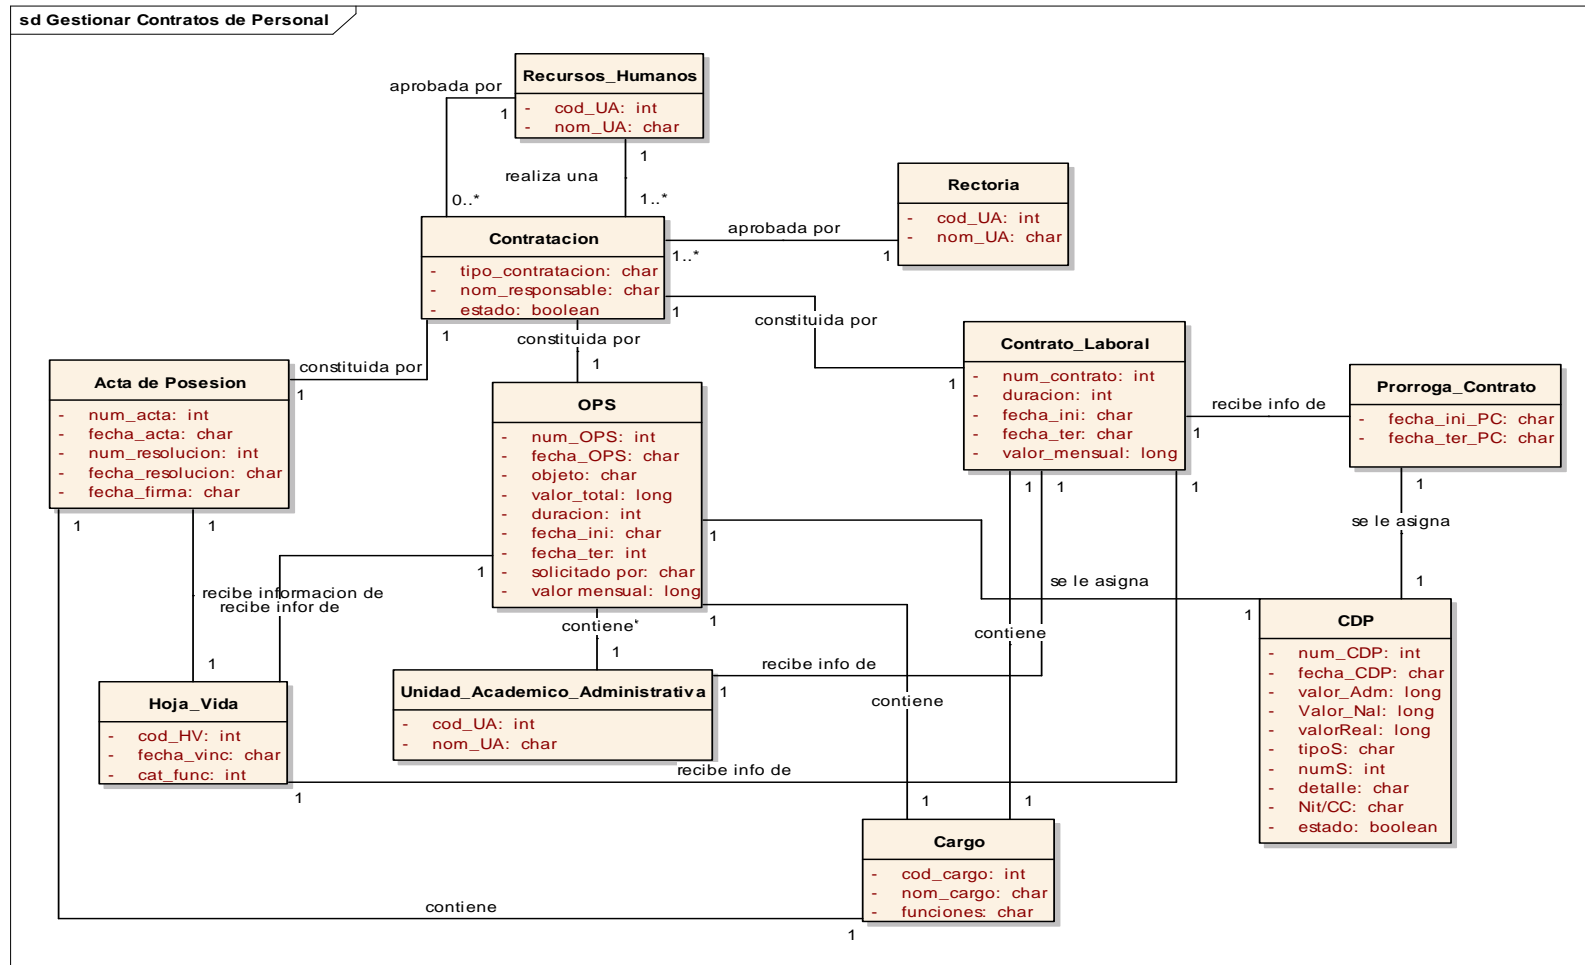 sd Gestionar Contratos de Personal
Recursos_Humanos
- cod_UA: int
- nom_UA: char
aprobada por
1
1
realiza una
0..*
1..*
Rectoria
- cod_UA: int
- nom_UA: char
Contratacion
- tipo_contratacion: char
- nom_responsable: char
- estado: boolean
aprobada por
1..*
1
1
constituida por
1
1
constituida por
1
constituida por
1
Contrato_Laboral
- num_contrato: int
- duracion: int
- fecha_ini: char
- fecha_ter: char
- valor_mensual: long
Acta de Posesion
- num_acta: int
- fecha_acta: char
- num_resolucion: int
- fecha_resolucion: char
- fecha_firma: char
OPS
- num_OPS: int
- fecha_OPS: char
- objeto: char
- valor_total: long
- duracion: int
- fecha_ini: char
- fecha_ter: int
- solicitado por: char
- valor mensual: long
Prorroga_Contrato
- fecha_ini_PC: char
- fecha_ter_PC: char
recibe info de
1
1
1
1
1
1
1
1
1
se le asigna
1
1
se le asigna
1
recibe informacion de
recibe infor de
1
contiene*
1
1
contiene
recibe info de
1
contiene
CDP
- num_CDP: int
- fecha_CDP: char
- valor_Adm: long
- Valor_Nal: long
- valorReal: long
- tipoS: char
- numS: int
- detalle: char
- Nit/CC: char
- estado: boolean
Hoja_Vida
- cod_HV: int
- fecha_vinc: char
- cat_func: int
Unidad_Academico_Administrativa
- cod_UA: int
- nom_UA: char
recibe info de
1
1
1
Cargo
- cod_cargo: int
- nom_cargo: char
- funciones: char
contiene
1